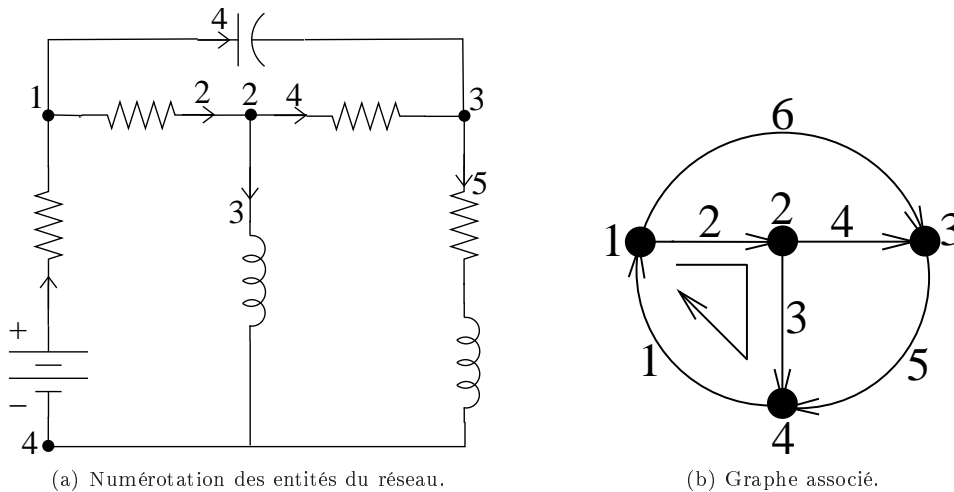 4
1 2 2 4 3
3 5
+
−
4
(a) Numérotation des entités du réseau.
6
1 2 2 4 3
3
1 5
4
(b) Graphe associé.